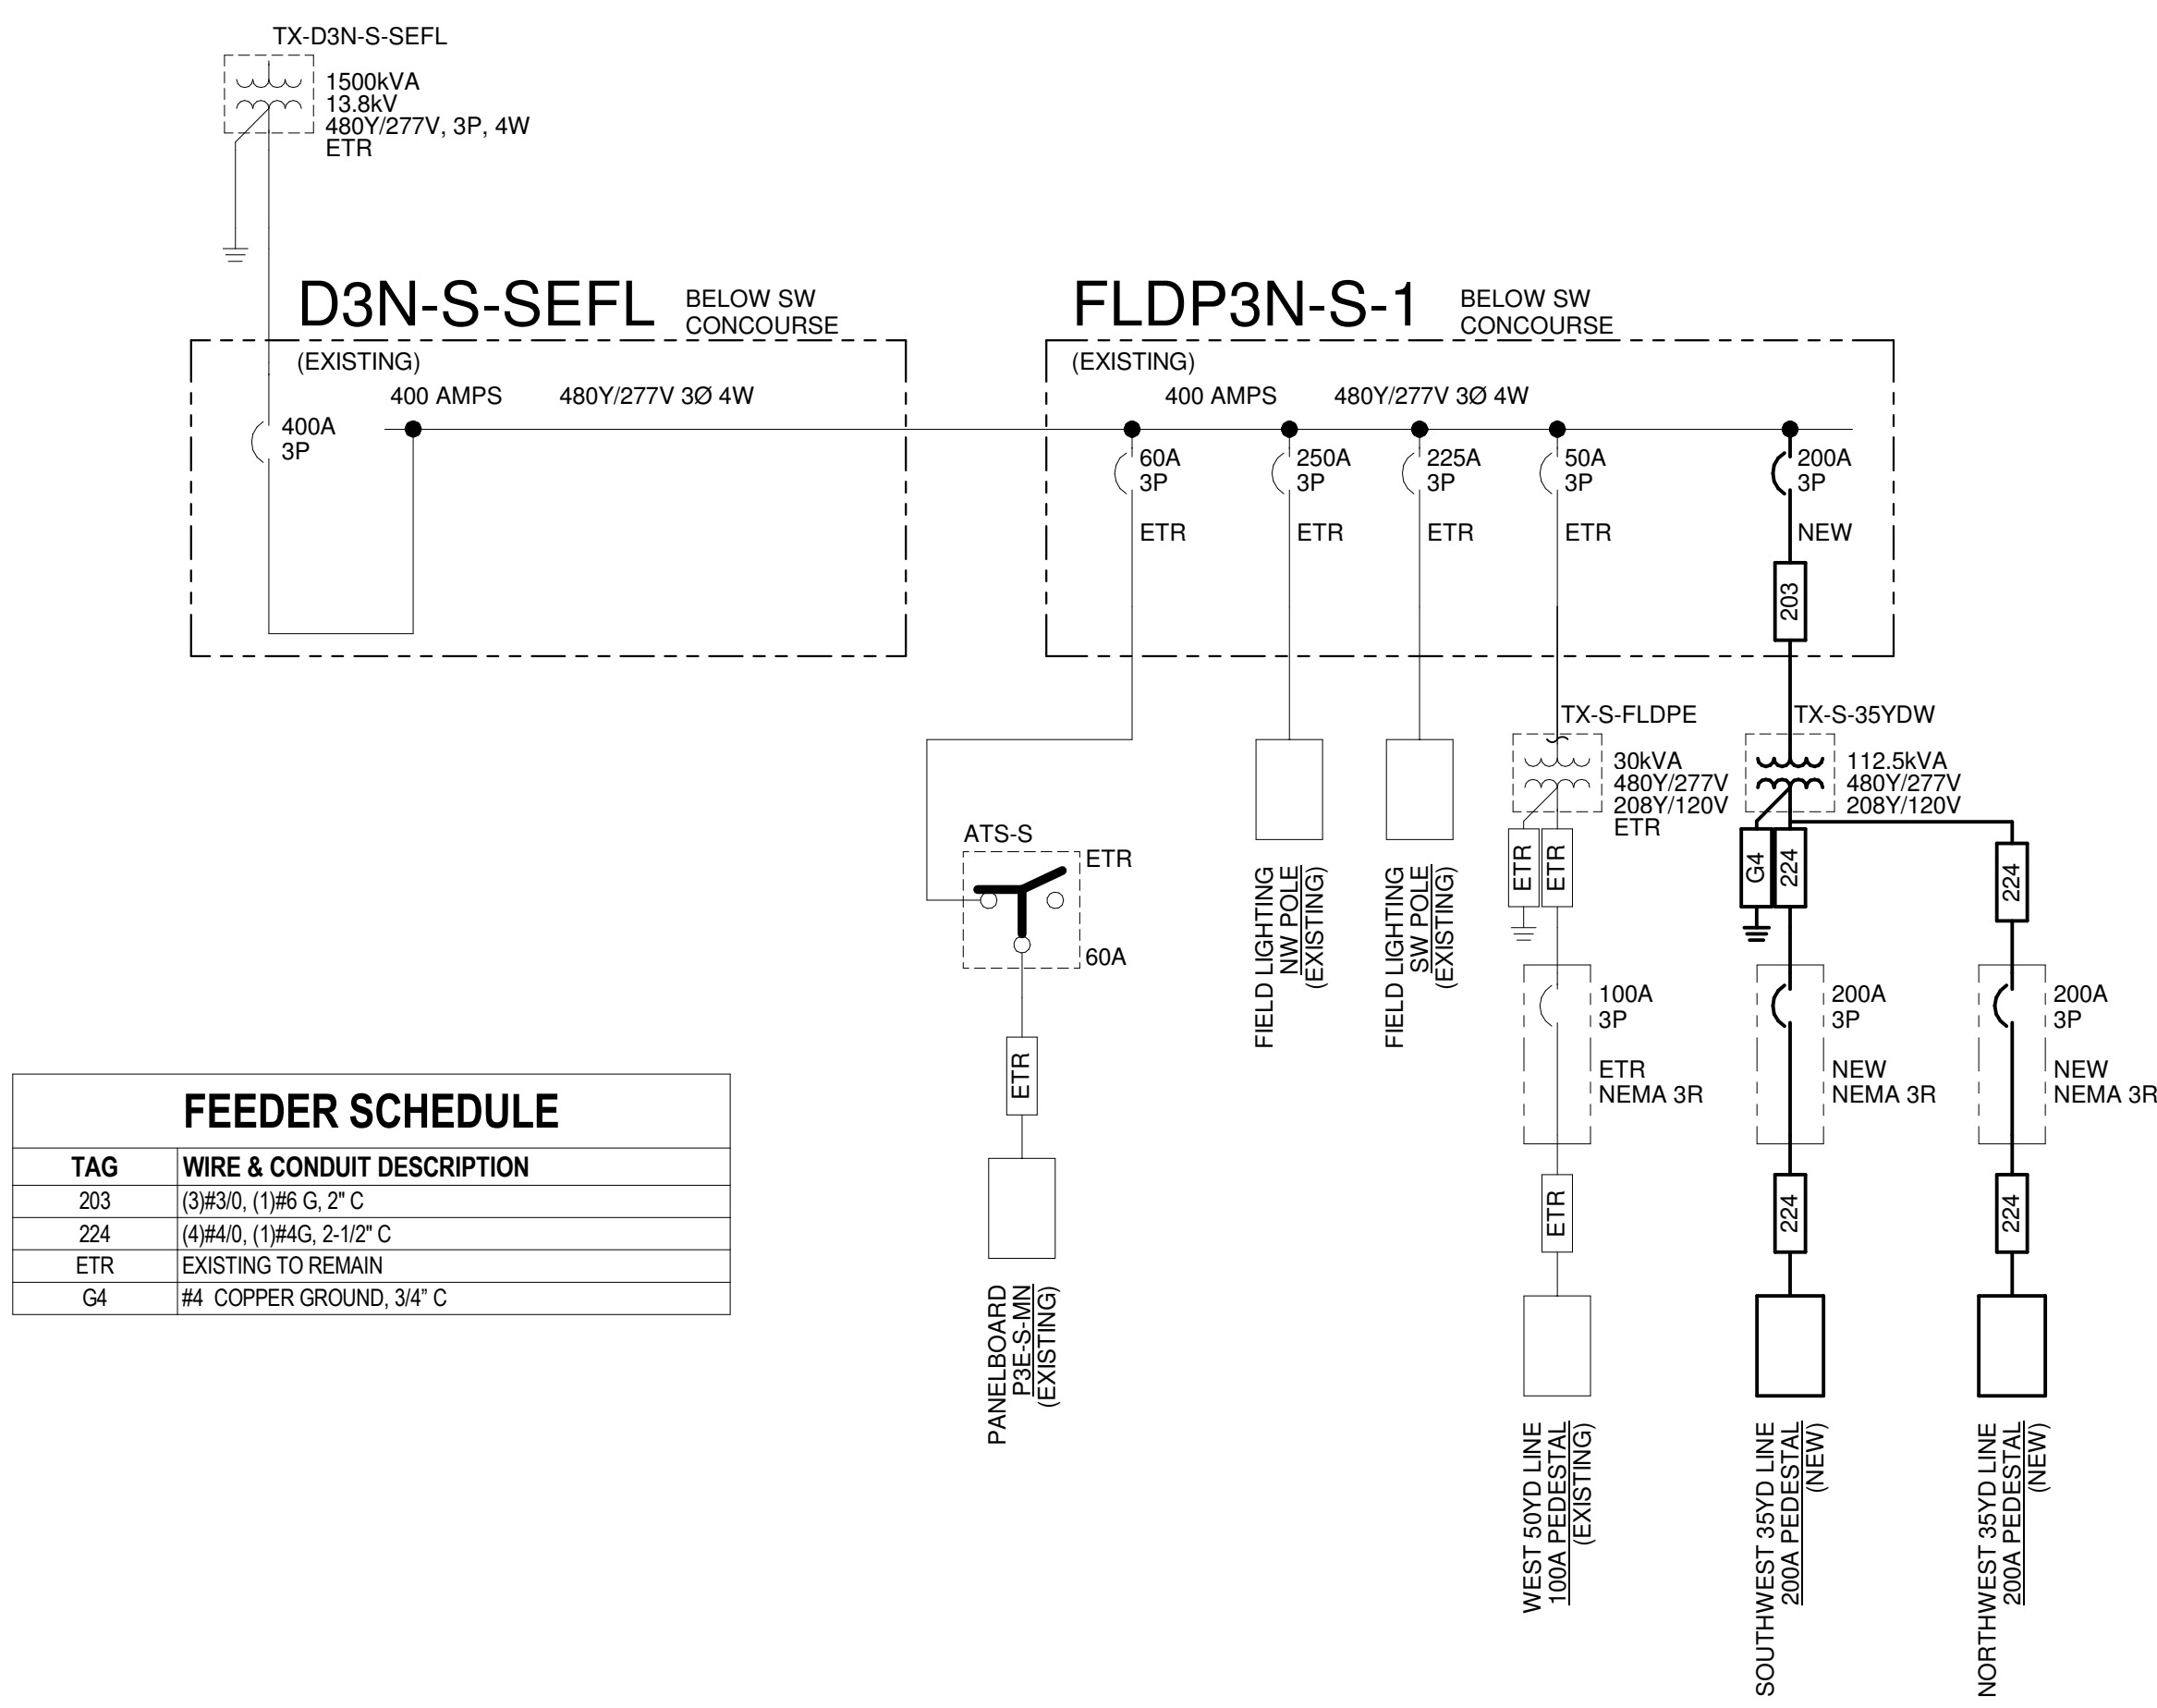 TX-D3N-S-SEFL
1500kVA
13.8kV
480Y/277V, 3P, 4W
ETR
D3N-S-SEFL
BELOW SW
CONCOURSE
(EXISTING)
400 AMPS
480Y/277V 3Ø 4W
400A
3P
FLDP3N-S-1
BELOW SW
CONCOURSE
(EXISTING)
400 AMPS
480Y/277V 3Ø 4W
60A
3P
ETR
250A
3P
ETR
225A
3P
ETR
50A
3P
ETR
200A
3P
NEW
203
ATS-S
ETR
60A
ETR
PANELBOARD
P3E-S-MN
(EXISTING)
FIELD LIGHTING
NW POLE
(EXISTING)
FIELD LIGHTING
SW POLE
(EXISTING)
TX-S-FLDPE
30kVA
480Y/277V
208Y/120V
ETR
ETR
ETR
100A
3P
ETR
NEMA 3R
ETR
WEST 50YD LINE
100A PEDESTAL
(EXISTING)
TX-S-35YDW
112.5kVA
480Y/277V
208Y/120V
G4
224
200A
3P
NEW
NEMA 3R
224
SOUTHWEST 35YD LINE
200A PEDESTAL
(NEW)
224
200A
3P
NEW
NEMA 3R
224
NORTHWEST 35YD LINE
200A PEDESTAL
(NEW)
FEEDER SCHEDULE
TAG WIRE & CONDUIT DESCRIPTION
203 (3)#3/0, (1)#6 G, 2" C
224 (4)#4/0, (1)#4G, 2-1/2" C
ETR EXISTING TO REMAIN
G4 #4 COPPER GROUND, 3/4” C